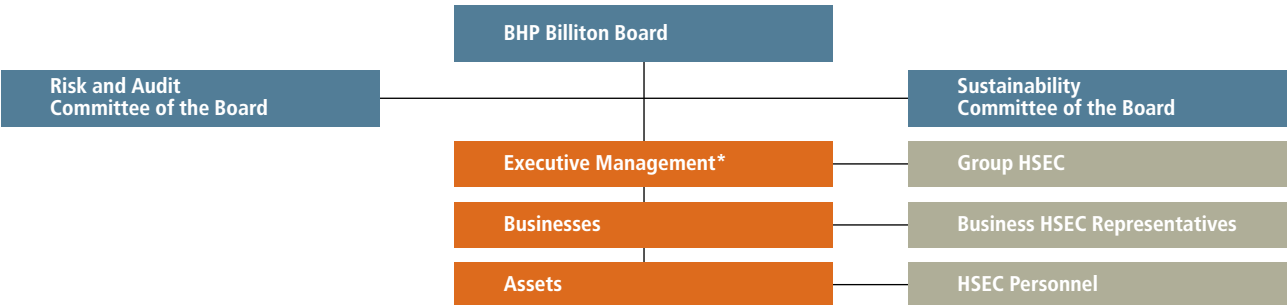 BHP Billiton Board
Risk and Audit
Committee of the Board
Sustainability
Committee of the Board
Executive Management*
Group HSEC
Businesses
Business HSEC Representatives
Assets
HSEC Personnel